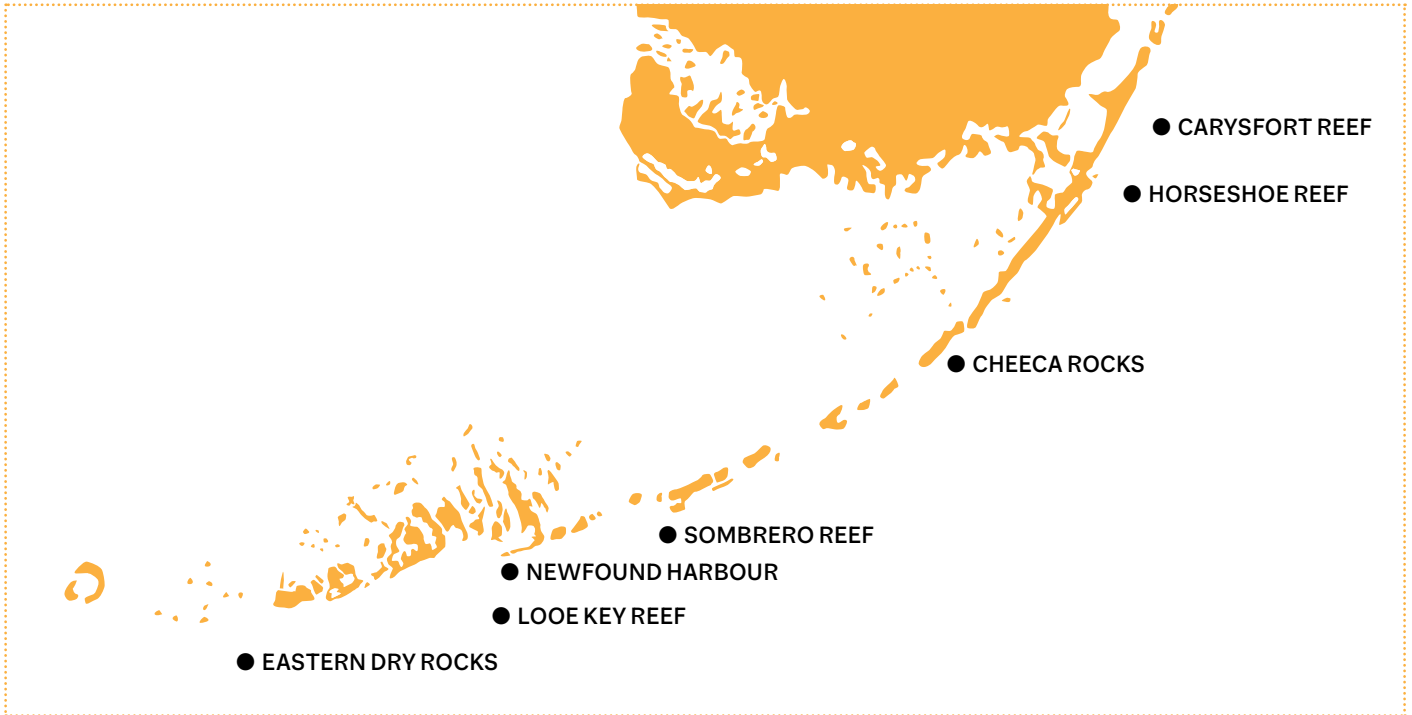 CARYSFORT REEF
HORSESHOE REEF
CHEECA ROCKS
SOMBRERO REEF
NEWFOUND HARBOUR
LOOE KEY REEF
EASTERN DRY ROCKS